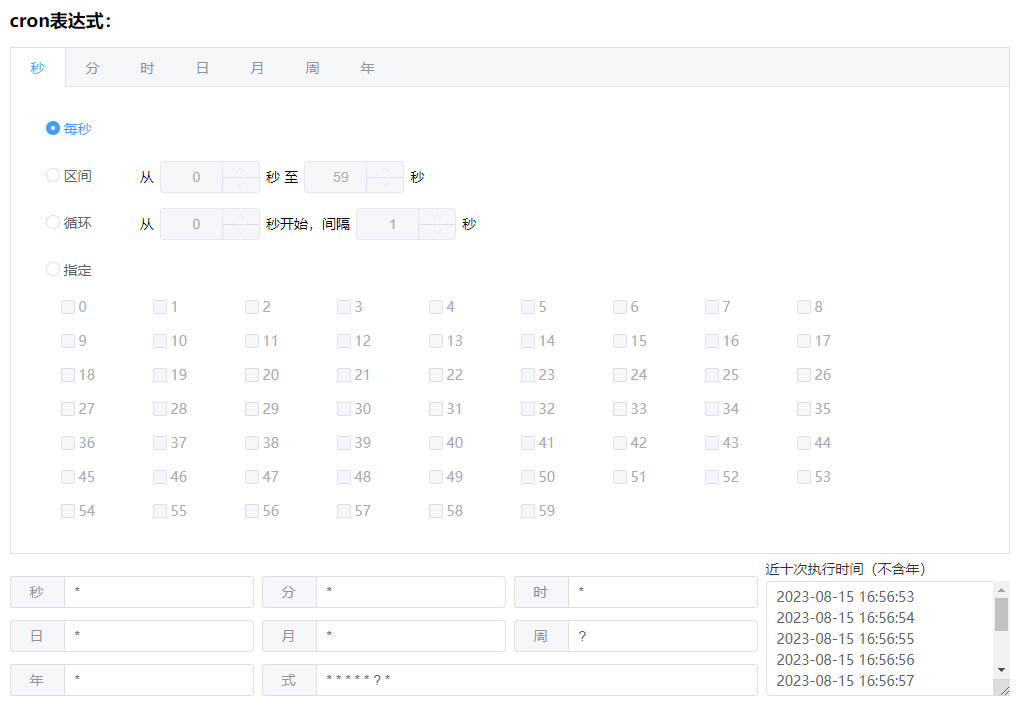 cron表达式：
秒 分 时 日 月 周 年
每秒
区间 从 0 秒 至 59 秒
循环 从 0 秒开始，间隔 1 秒
指定
0 1 2 3 4 5 6 7 8
9 10 11 12 13 14 15 16 17
18 19 20 21 22 23 24 25 26
27 28 29 30 31 32 33 34 35
36 37 38 39 40 41 42 43 44
45 46 47 48 49 50 51 52 53
54 55 56 57 58 59
秒 * 分 * 时 *
日 * 月 * 周 ?
年 * 式 * * * * * ? *
近十次执行时间（不含年）
2023-08-15 16:56:53
2023-08-15 16:56:54
2023-08-15 16:56:55
2023-08-15 16:56:56
2023-08-15 16:56:57